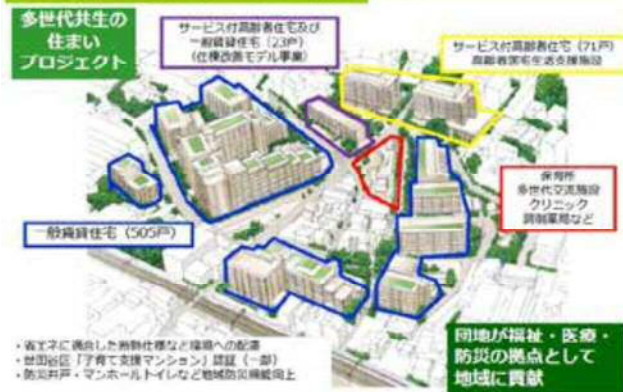 多世代共生の
住まい
プロジェクト
サービス付高齢者住宅及び
一般賃貸住宅（23戸）
（住棟改善モデル事業）
サービス付高齢者住宅（71戸）
高齢者居宅生活支援施設
保育所
多世代交流施設
クリニック
調剤薬局など
一般賃貸住宅（505戸）
・省エネに適合した断熱仕様など環境への配慮
・世田谷区「子育て支援マンション」認証（一部）
・防災井戸・マンホールトイレなど地域防災機能向上
団地が福祉・医療・
防災の拠点として
地域に貢献